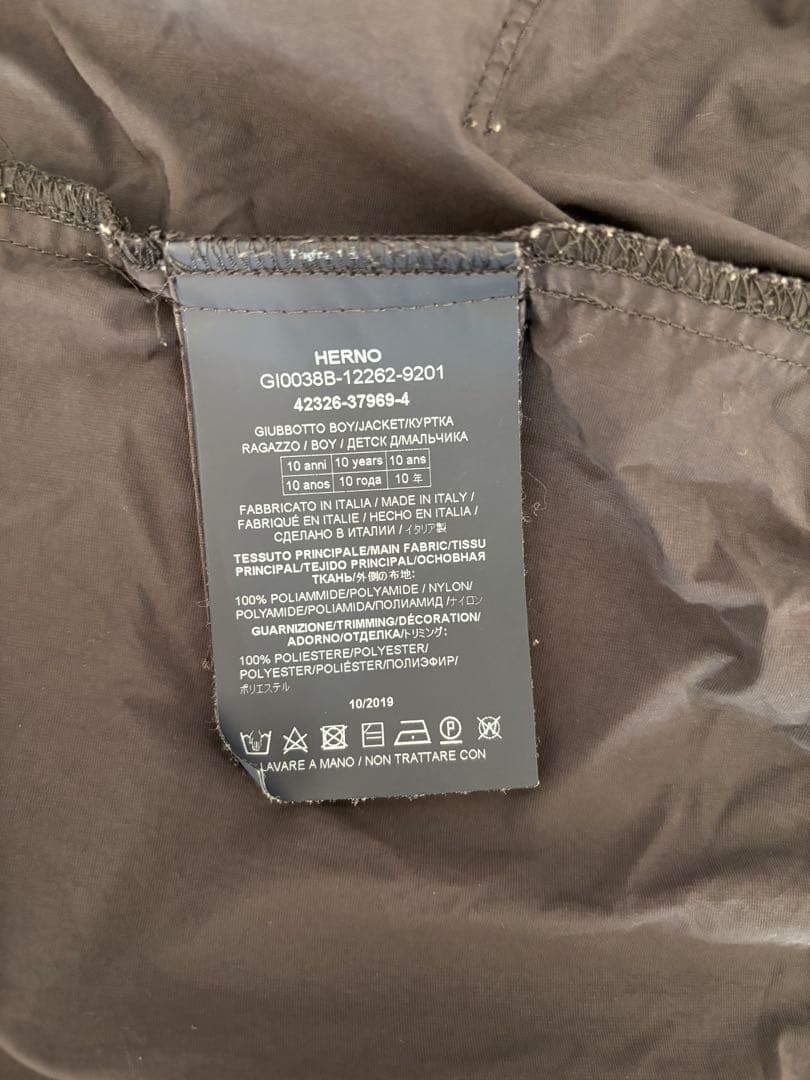 HERNO
GI0038B-12262-9201
42326-37969-4
GIUBBOTTO BOY/JACKET/КУРТКА
RAGAZZO / BOY / ДЕТСК Д/МАЛЬЧИКА
10 anni 10 years 10 ans
10 anos 10 года 10 年
FABBRICATO IN ITALIA / MADE IN ITALY /
FABRIQUÉ EN ITALIE / HECHO EN ITALIA /
СДЕЛАНО В ИТАЛИИ / イタリア製
TESSUTO PRINCIPALE/MAIN FABRIC/TISSU
PRINCIPAL/TEJIDO PRINCIPAL/ОСНОВНАЯ
ТКАНЬ/外側の布地:
100% POLIAMMIDE/POLYAMIDE / NYLON/
POLYAMIDE/POLIAMIDA/ПОЛИАМИД /ナイロン
GUARNIZIONE/TRIMMING/DÉCORATION/
ADORNO/ОТДЕЛКА/トリミング:
100% POLIESTERE/POLYESTER/
POLYESTER/POLIÉSTER/ПОЛИЭФИР/
ポリエステル
10/2019
P
W
LAVARE A MANO / NON TRATTARE CON